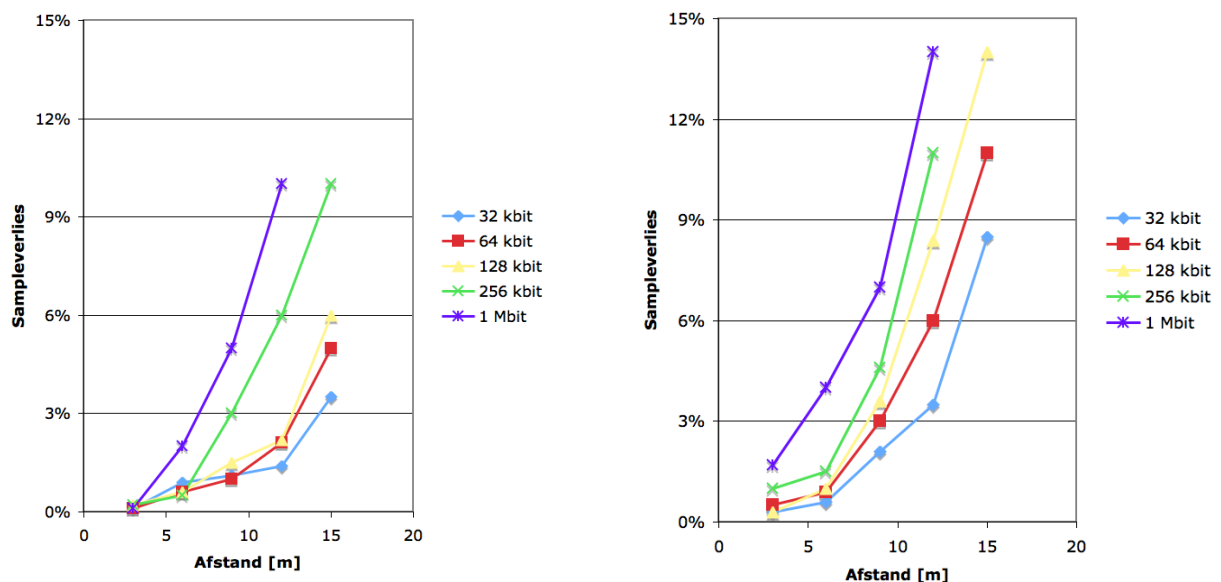 15%
12%
9%
6%
3%
0%
Sampleverlies
0
5
10
15
20
Afstand [m]
32 kbit
64 kbit
128 kbit
256 kbit
1 Mbit
15%
12%
9%
6%
3%
0%
Sampleverlies
0
5
10
15
20
Afstand [m]
32 kbit
64 kbit
128 kbit
256 kbit
1 Mbit